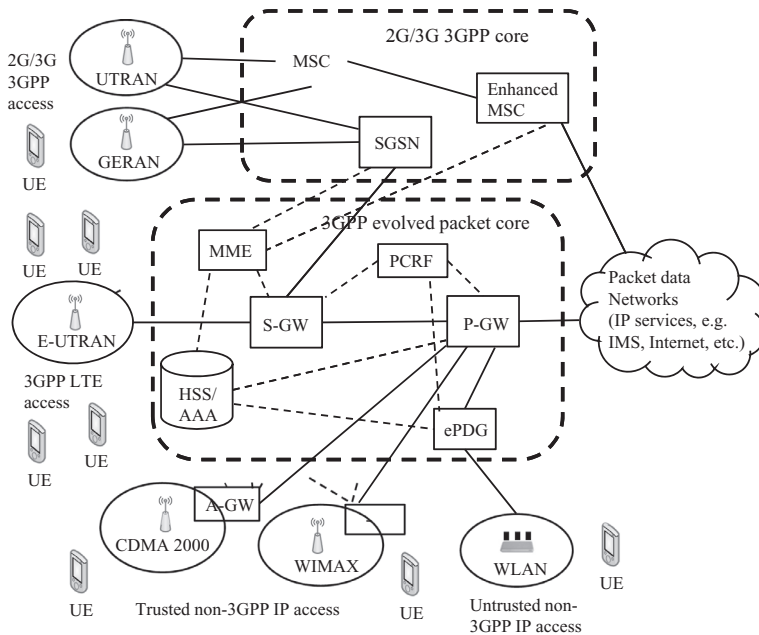 2G/3G 3GPP core
2G/3G
3GPP
access
UTRAN
MSC
Enhanced
MSC
GERAN
SGSN
UE
3GPP evolved packet core
MME
PCRF
UE
UE
Packet data
Networks
(IP services, e.g.
IMS, Internet, etc.)
S-GW
P-GW
E-UTRAN
3GPP LTE
access
HSS/
AAA
ePDG
UE
UE
A-GW
CDMA 2000
WIMAX
WLAN
UE
UE
UE
Trusted non-3GPP IP access
Untrusted non-
3GPP IP access